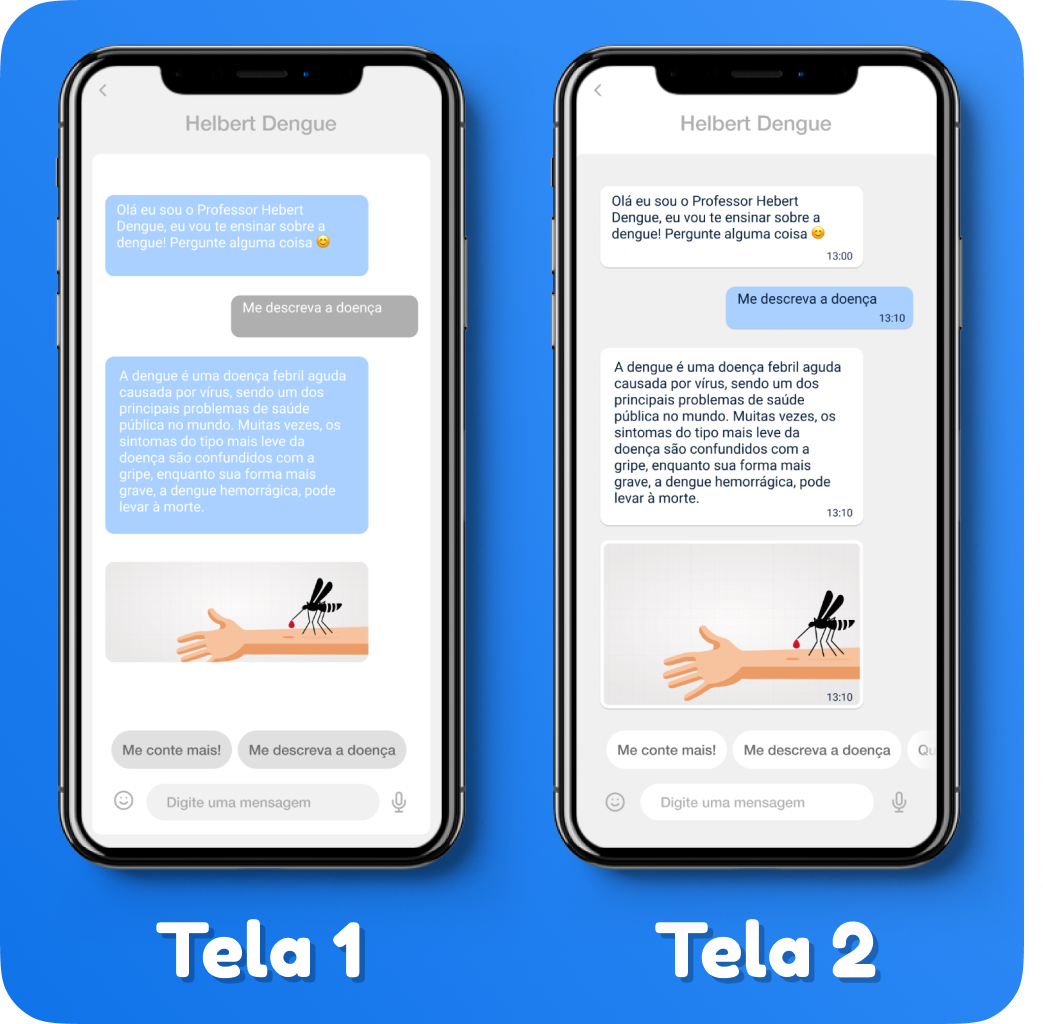 Helbert Dengue
Olá eu sou o Professor Hebert
Dengue, eu vou te ensinar sobre a
dengue! Pergunte alguma coisa 😊
Me descreva a doença
A dengue é uma doença febril aguda
causada por vírus, sendo um dos
principais problemas de saúde
pública no mundo. Muitas vezes, os
sintomas do tipo mais leve da
doença são confundidos com a
gripe, enquanto sua forma mais
grave, a dengue hemorrágica, pode
levar à morte.
Me conte mais!
Me descreva a doença
Digite uma mensagem
Tela 1
Helbert Dengue
Olá eu sou o Professor Hebert
Dengue, eu vou te ensinar sobre a
dengue! Pergunte alguma coisa 😊
13:00
Me descreva a doença
13:10
A dengue é uma doença febril aguda
causada por vírus, sendo um dos
principais problemas de saúde
pública no mundo. Muitas vezes, os
sintomas do tipo mais leve da
doença são confundidos com a
gripe, enquanto sua forma mais
grave, a dengue hemorrágica, pode
levar à morte.
13:10
13:10
Me conte mais!
Me descreva a doença
Qu
Digite uma mensagem
Tela 2